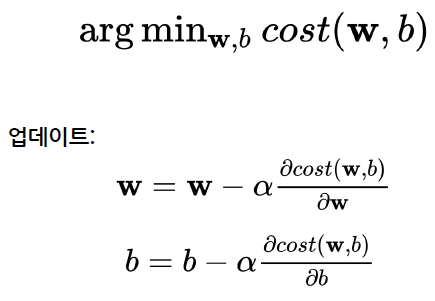 arg min_{𝐰,b} cost(𝐰, b)
업데이트:
𝐰 = 𝐰 − α ∂cost(𝐰,b)/∂𝐰
b = b − α ∂cost(𝐰,b)/∂b